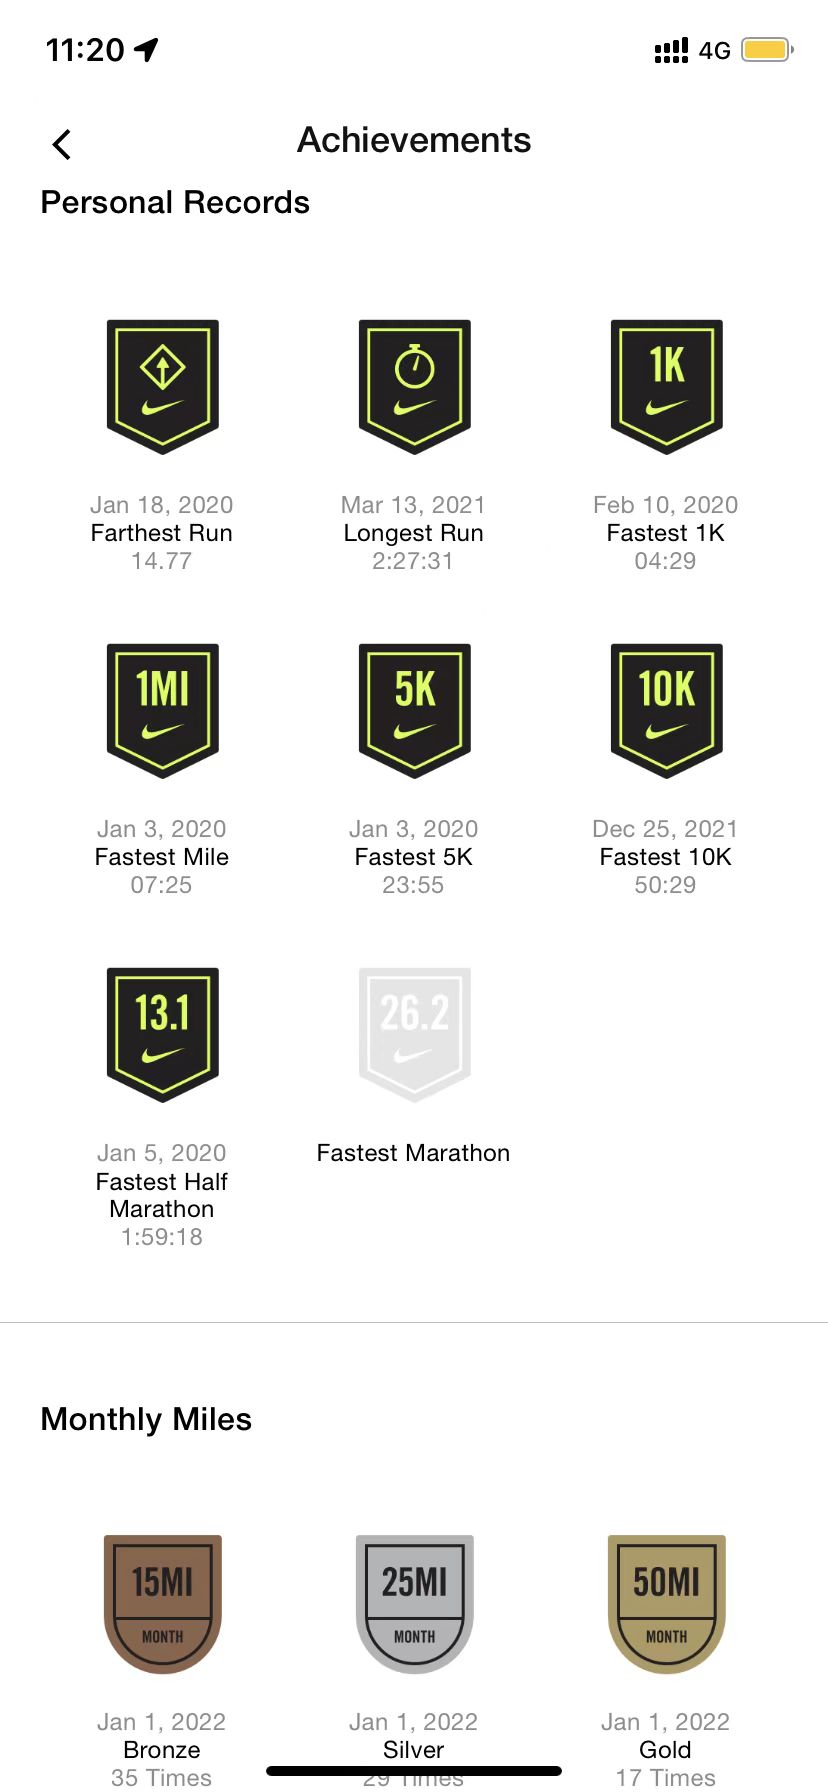 11:20
4G
Achievements
Personal Records
1K
Jan 18, 2020
Farthest Run
14.77
Mar 13, 2021
Longest Run
2:27:31
Feb 10, 2020
Fastest 1K
04:29
1MI
5K
10K
Jan 3, 2020
Fastest Mile
07:25
Jan 3, 2020
Fastest 5K
23:55
Dec 25, 2021
Fastest 10K
50:29
13.1
26.2
Jan 5, 2020
Fastest Half
Marathon
1:59:18
Fastest Marathon
Monthly Miles
15MI
MONTH
25MI
MONTH
50MI
MONTH
Jan 1, 2022
Bronze
35 Times
Jan 1, 2022
Silver
29 Times
Jan 1, 2022
Gold
17 Times